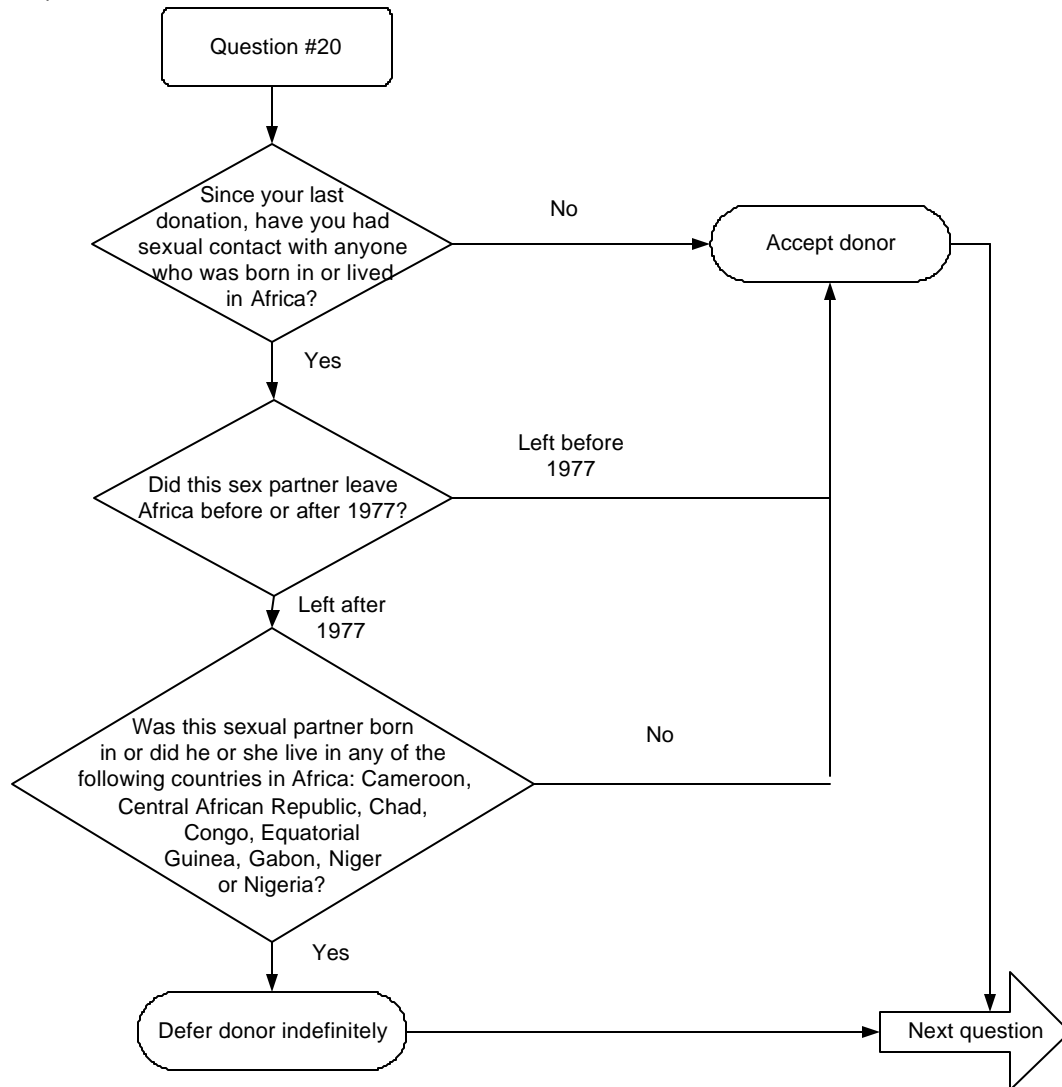 Question #20
Since your last
donation, have you had
sexual contact with anyone
who was born in or lived
in Africa?
No
Accept donor
Yes
Left before
1977
Did this sex partner leave
Africa before or after 1977?
Left after
1977
Was this sexual partner born
in or did he or she live in any of the
following countries in Africa: Cameroon,
Central African Republic, Chad,
Congo, Equatorial
Guinea, Gabon, Niger
or Nigeria?
No
Yes
Defer donor indefinitely
Next question